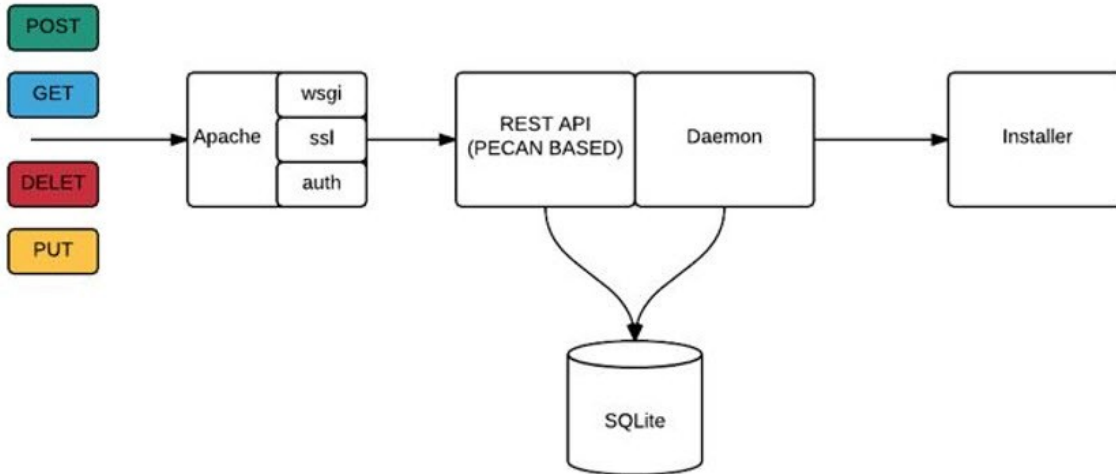 POST
GET
DELET
PUT
Apache
wsgi
ssl
auth
REST API
(PECAN BASED)
Daemon
Installer
SQLite